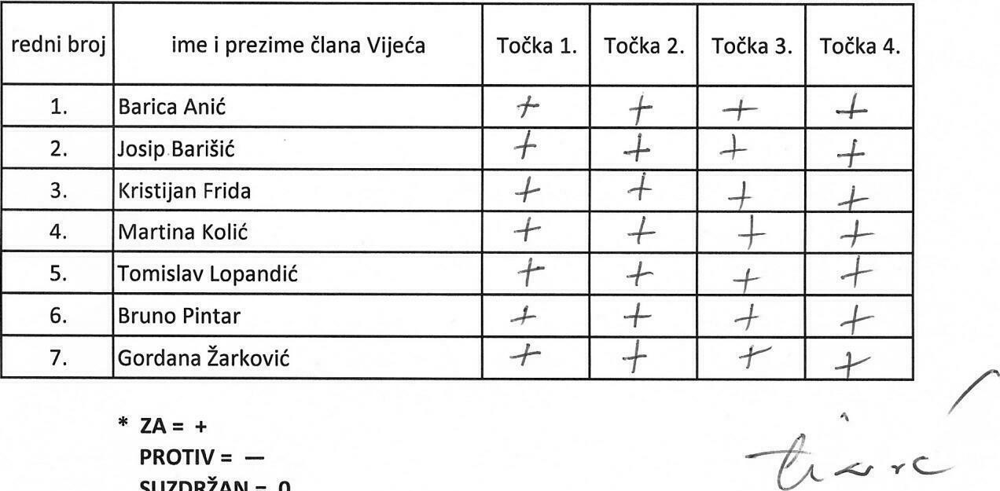 redni broj ime i prezime člana Vijeća Točka 1. Točka 2. Točka 3. Točka 4.
1. Barica Anić + + + +
2. Josip Barišić + + + +
3. Kristijan Frida + + + +
4. Martina Kolić + + + +
5. Tomislav Lopandić + + + +
6. Bruno Pintar + + + +
7. Gordana Žarković + + + +
* ZA = +
PROTIV = —
SUZDRŽAN = 0